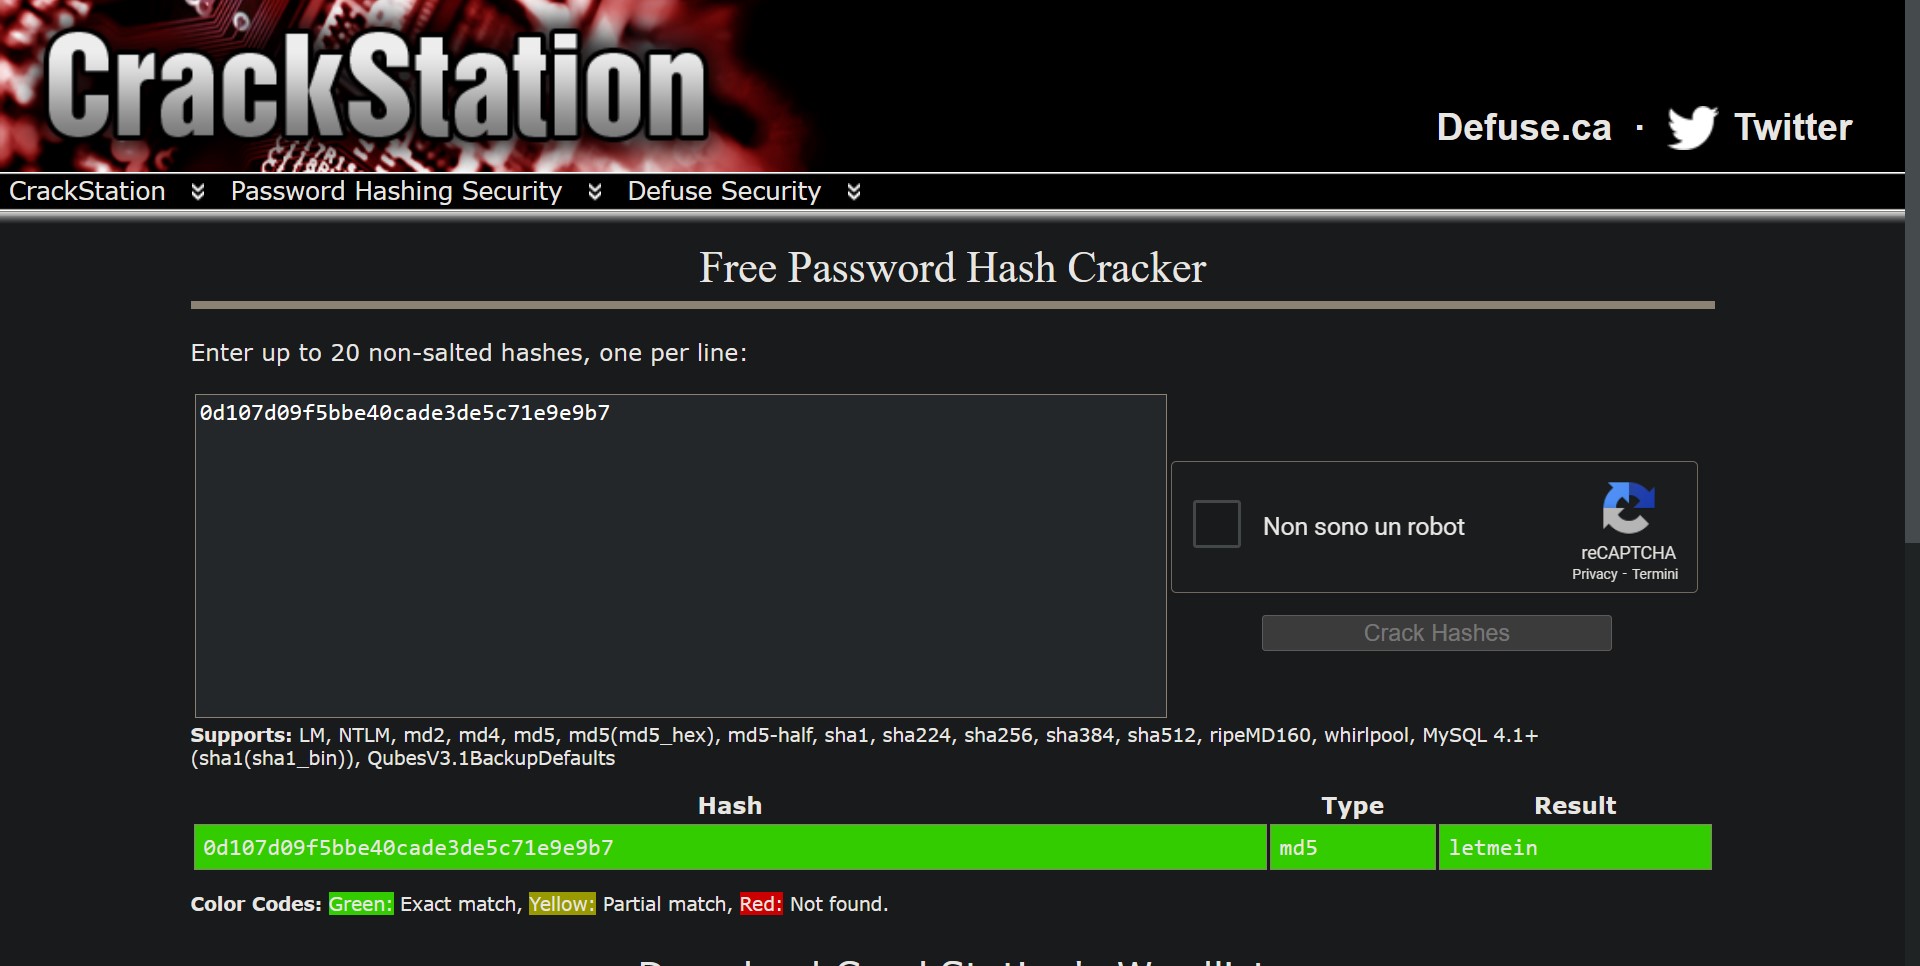 CrackStation
Defuse.ca · Twitter
CrackStation Password Hashing Security Defuse Security
Free Password Hash Cracker
Enter up to 20 non-salted hashes, one per line:
0d107d09f5bbe40cade3de5c71e9e9b7
Non sono un robot
reCAPTCHA
Privacy - Termini
Crack Hashes
Supports: LM, NTLM, md2, md4, md5, md5(md5_hex), md5-half, sha1, sha224, sha256, sha384, sha512, ripeMD160, whirlpool, MySQL 4.1+
(sha1(sha1_bin)), QubesV3.1BackupDefaults
Hash Type Result
0d107d09f5bbe40cade3de5c71e9e9b7 md5 letmein
Color Codes: Green: Exact match, Yellow: Partial match, Red: Not found.